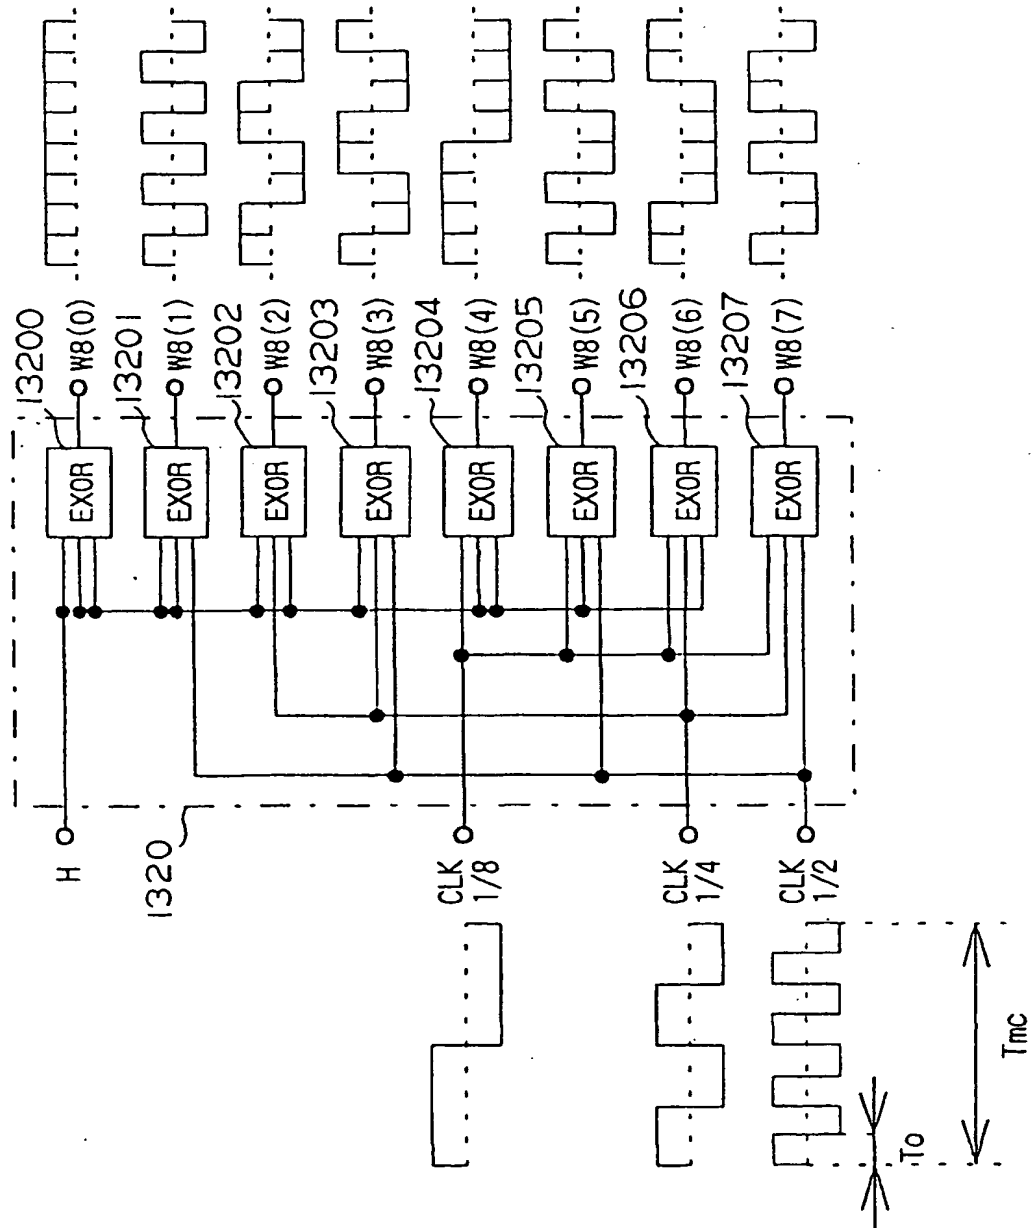 13200
13201
13202
13203
13204
13205
13206
13207
W8(0)
W8(1)
W8(2)
W8(3)
W8(4)
W8(5)
W8(6)
W8(7)
EXOR
EXOR
EXOR
EXOR
EXOR
EXOR
EXOR
EXOR
H
1320
CLK
1/8
CLK
1/4
CLK
1/2
To
Tmc